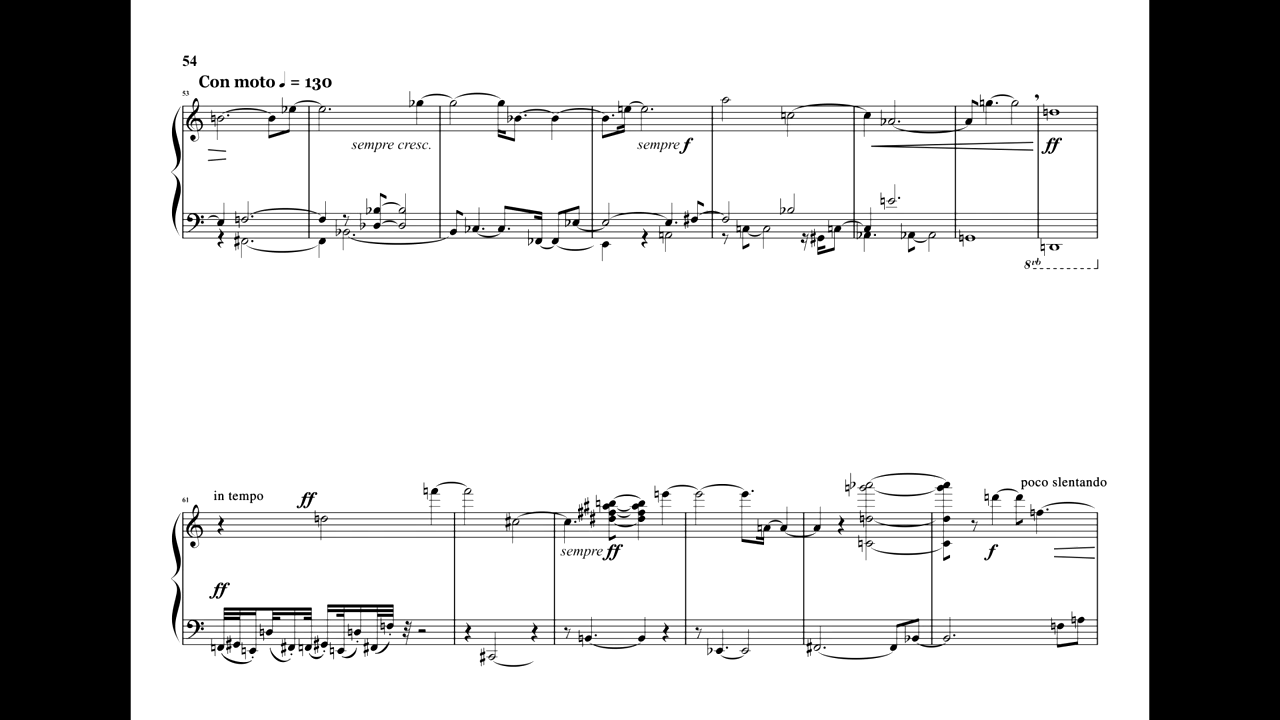 54
Con moto ♩ = 130
53
sempre cresc.
sempre f
ff
8vb
61
in tempo
ff
poco slentando
sempre ff
f
ff